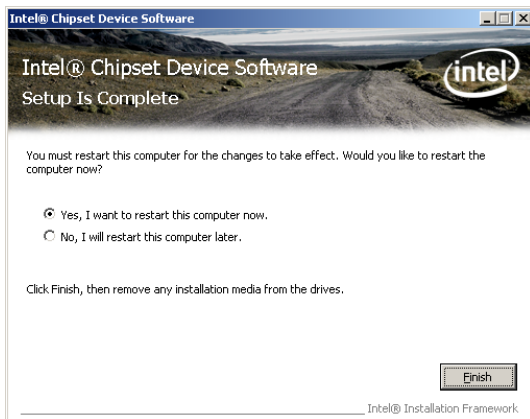 Intel® Chipset Device Software
Intel® Chipset Device Software
intel
Setup Is Complete
You must restart this computer for the changes to take effect. Would you like to restart the
computer now?
Yes, I want to restart this computer now.
No, I will restart this computer later.
Click Finish, then remove any installation media from the drives.
Finish
Intel® Installation Framework